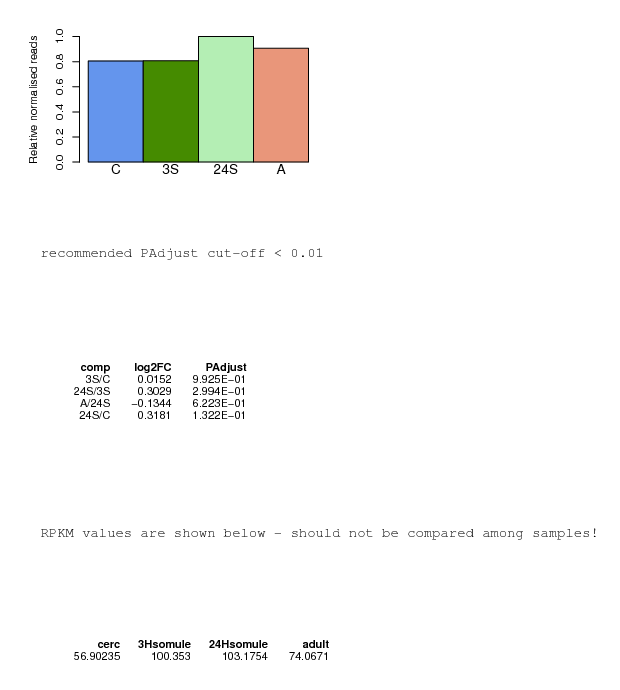 Relative normalised reads
1.0
0.8
0.6
0.4
0.2
0.0
C 3S 24S A
recommended PAdjust cut-off < 0.01
comp log2FC PAdjust
3S/C 0.0152 9.925E-01
24S/3S 0.3029 2.994E-01
A/24S -0.1344 6.223E-01
24S/C 0.3181 1.322E-01
RPKM values are shown below - should not be compared among samples!
cerc 3Hsomule 24Hsomule adult
56.90235 100.353 103.1754 74.0671